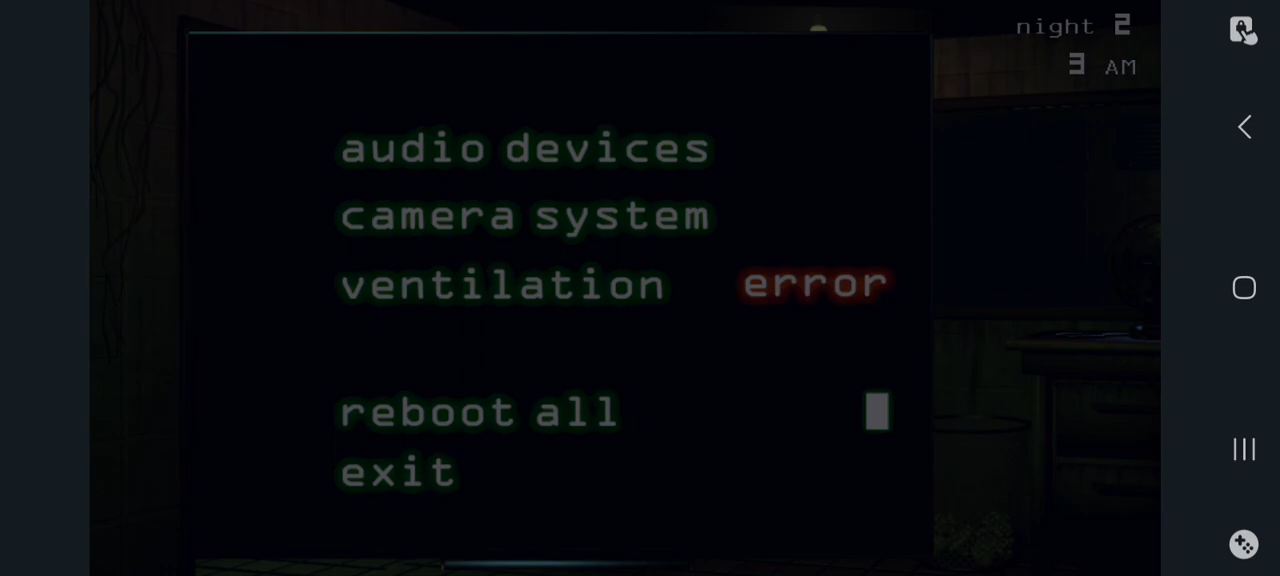 night 2
3 AM
audio devices
camera system
ventilation error
reboot all
exit